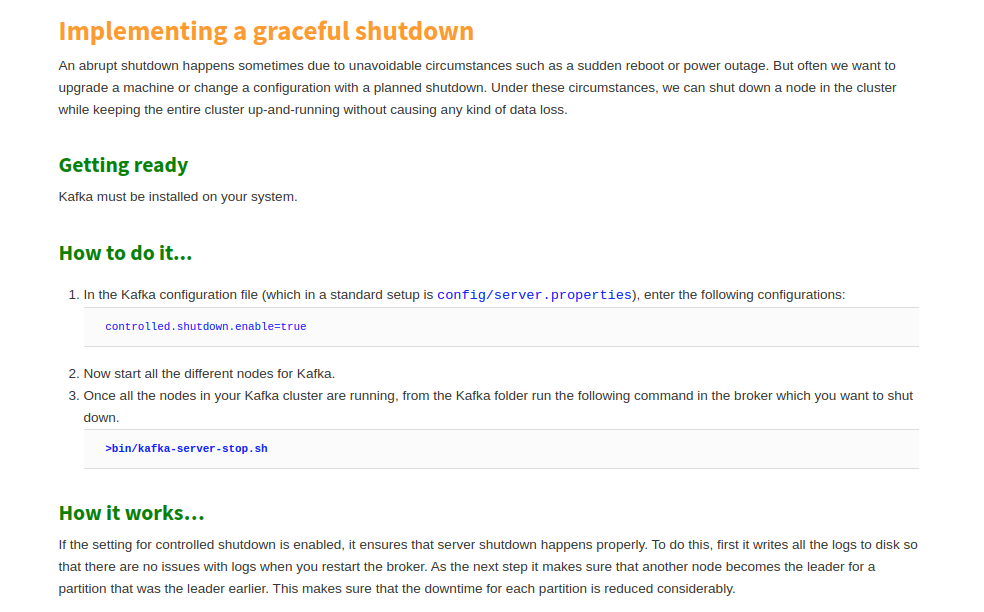 Implementing a graceful shutdown
An abrupt shutdown happens sometimes due to unavoidable circumstances such as a sudden reboot or power outage. But often we want to
upgrade a machine or change a configuration with a planned shutdown. Under these circumstances, we can shut down a node in the cluster
while keeping the entire cluster up-and-running without causing any kind of data loss.
Getting ready
Kafka must be installed on your system.
How to do it...
1. In the Kafka configuration file (which in a standard setup is config/server.properties), enter the following configurations:
controlled.shutdown.enable=true
2. Now start all the different nodes for Kafka.
3. Once all the nodes in your Kafka cluster are running, from the Kafka folder run the following command in the broker which you want to shut
down.
>bin/kafka-server-stop.sh
How it works...
If the setting for controlled shutdown is enabled, it ensures that server shutdown happens properly. To do this, first it writes all the logs to disk so
that there are no issues with logs when you restart the broker. As the next step it makes sure that another node becomes the leader for a
partition that was the leader earlier. This makes sure that the downtime for each partition is reduced considerably.